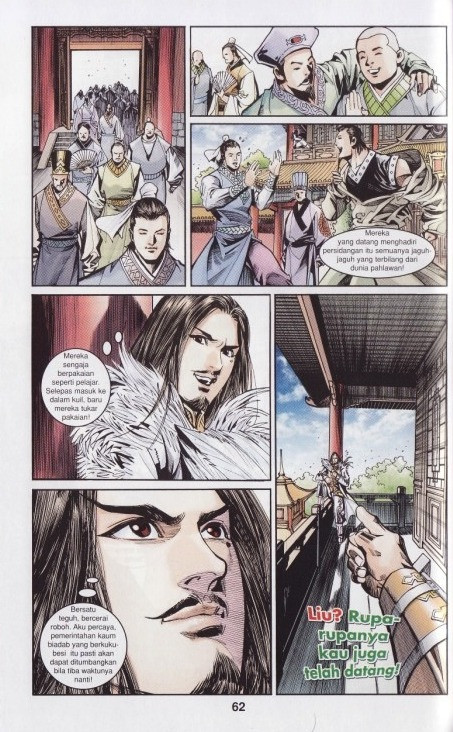 Mereka
yang datang menghadiri
persidangan itu semuanya jaguh-
jaguh yang terbilang dari
dunia pahlawan!
Mereka
sengaja
berpakaian
seperti pelajar.
Selepas masuk ke
dalam kuil, baru
mereka tukar
pakaian!
Bersatu
teguh, bercerai
roboh. Aku percaya,
pemerintahan kaum
biadab yang berkuku-
besi itu pasti akan
dapat ditumbangkan
bila tiba waktunya
nanti!
Liu? Rupa-
rupanya
kau juga
telah datang!
62